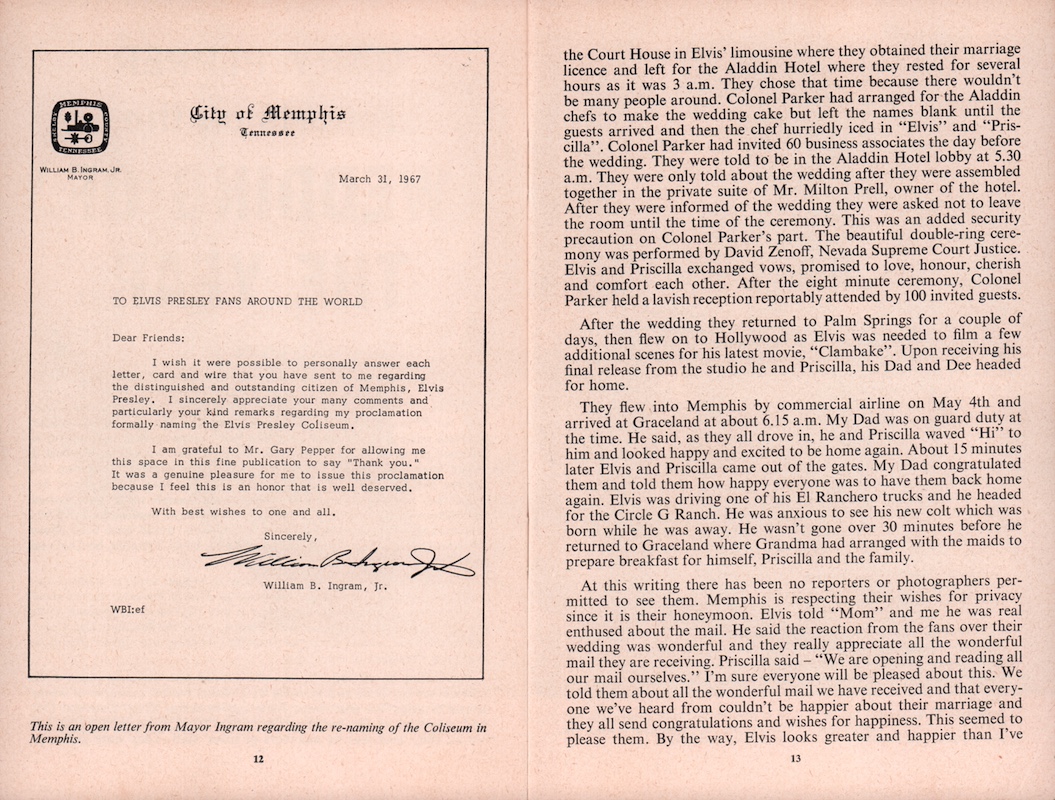 MEMPHIS
SHELBY COUNTY
TENNESSEE
City of Memphis
Tennessee
WILLIAM B. INGRAM, JR.
MAYOR
March 31, 1967
TO ELVIS PRESLEY FANS AROUND THE WORLD
Dear Friends:
I wish it were possible to personally answer each
letter, card and wire that you have sent to me regarding
the distinguished and outstanding citizen of Memphis, Elvis
Presley. I sincerely appreciate your many comments and
particularly your kind remarks regarding my proclamation
formally naming the Elvis Presley Coliseum.
I am grateful to Mr. Gary Pepper for allowing me
this space in this fine publication to say "Thank you."
It was a genuine pleasure for me to issue this proclamation
because I feel this is an honor that is well deserved.
With best wishes to one and all.
Sincerely,
William B. Ingram Jr.
William B. Ingram, Jr.
WBI:ef
This is an open letter from Mayor Ingram regarding the re-naming of the Coliseum in
Memphis.
12
the Court House in Elvis' limousine where they obtained their marriage
licence and left for the Aladdin Hotel where they rested for several
hours as it was 3 a.m. They chose that time because there wouldn't
be many people around. Colonel Parker had arranged for the Aladdin
chefs to make the wedding cake but left the names blank until the
guests arrived and then the chef hurriedly iced in “Elvis” and “Pris-
cilla”. Colonel Parker had invited 60 business associates the day before
the wedding. They were told to be in the Aladdin Hotel lobby at 5.30
a.m. They were only told about the wedding after they were assembled
together in the private suite of Mr. Milton Prell, owner of the hotel.
After they were informed of the wedding they were asked not to leave
the room until the time of the ceremony. This was an added security
precaution on Colonel Parker's part. The beautiful double-ring cere-
mony was performed by David Zenoff, Nevada Supreme Court Justice.
Elvis and Priscilla exchanged vows, promised to love, honour, cherish
and comfort each other. After the eight minute ceremony, Colonel
Parker held a lavish reception reportedly attended by 100 invited guests.
After the wedding they returned to Palm Springs for a couple of
days, then flew on to Hollywood as Elvis was needed to film a few
additional scenes for his latest movie, “Clambake”. Upon receiving his
final release from the studio he and Priscilla, his Dad and Dee headed
for home.
They flew into Memphis by commercial airline on May 4th and
arrived at Graceland at about 6.15 a.m. My Dad was on guard duty at
the time. He said, as they all drove in, he and Priscilla waved “Hi” to
him and looked happy and excited to be home again. About 15 minutes
later Elvis and Priscilla came out of the gates. My Dad congratulated
them and told them how happy everyone was to have them back home
again. Elvis was driving one of his El Ranchero trucks and he headed
for the Circle G Ranch. He was anxious to see his new colt which was
born while he was away. He wasn't gone over 30 minutes before he
returned to Graceland where Grandma had arranged with the maids to
prepare breakfast for himself, Priscilla and the family.
At this writing there has been no reporters or photographers per-
mitted to see them. Memphis is respecting their wishes for privacy
since it is their honeymoon. Elvis told “Mom” and me he was real
enthused about the mail. He said the reaction from the fans over their
wedding was wonderful and they really appreciate all the wonderful
mail they are receiving. Priscilla said – “We are opening and reading all
our mail ourselves.” I'm sure everyone will be pleased about this. We
told them about all the wonderful mail we have received and that every-
one we've heard from couldn't be happier about their marriage and
they all send congratulations and wishes for happiness. This seemed to
please them. By the way, Elvis looks greater and happier than I've
13